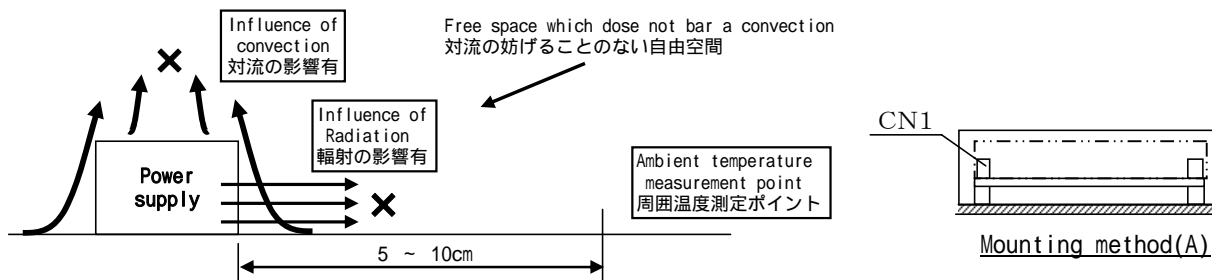 Influence of
convection
対流の影響有
Free space which dose not bar a convection
対流の妨げることのない自由空間
Influence of
Radiation
輻射の影響有
CN1
Power
supply
Ambient temperature
measurement point
周囲温度測定ポイント
5 ~ 10cm
Mounting method(A)